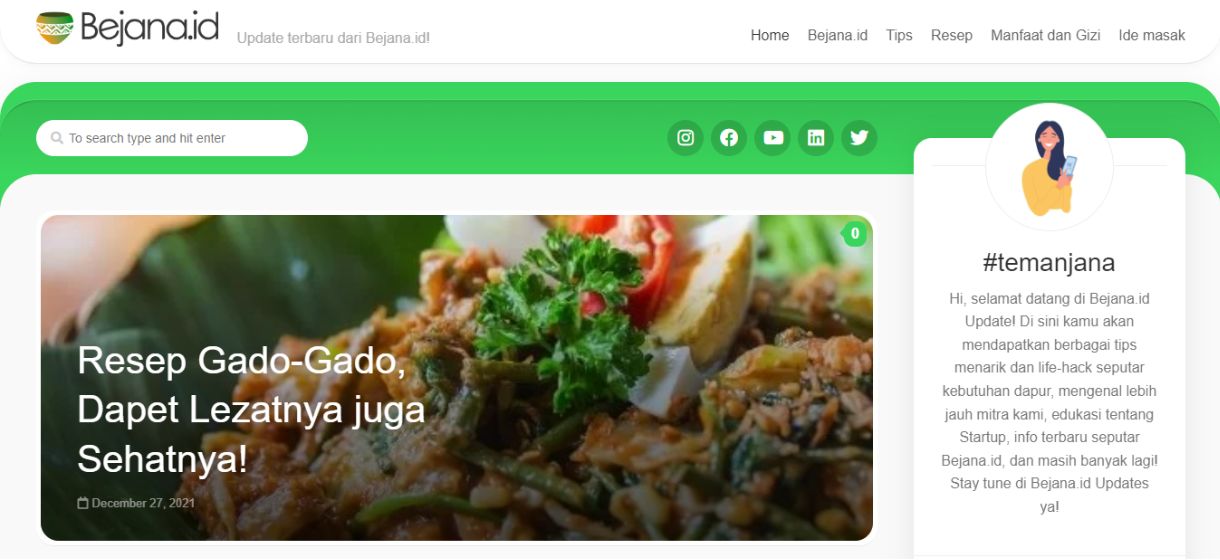 Bejana.id
Update terbaru dari Bejana.id!
Home Bejana.id Tips Resep Manfaat dan Gizi Ide masak
To search type and hit enter
0
Resep Gado-Gado,
Dapet Lezatnya juga
Sehatnya!
December 27, 2021
#temanjana
Hi, selamat datang di Bejana.id
Update! Di sini kamu akan
mendapatkan berbagai tips
menarik dan life-hack seputar
kebutuhan dapur, mengenal lebih
jauh mitra kami, edukasi tentang
Startup, info terbaru seputar
Bejana.id, dan masih banyak lagi!
Stay tune di Bejana.id Updates
ya!